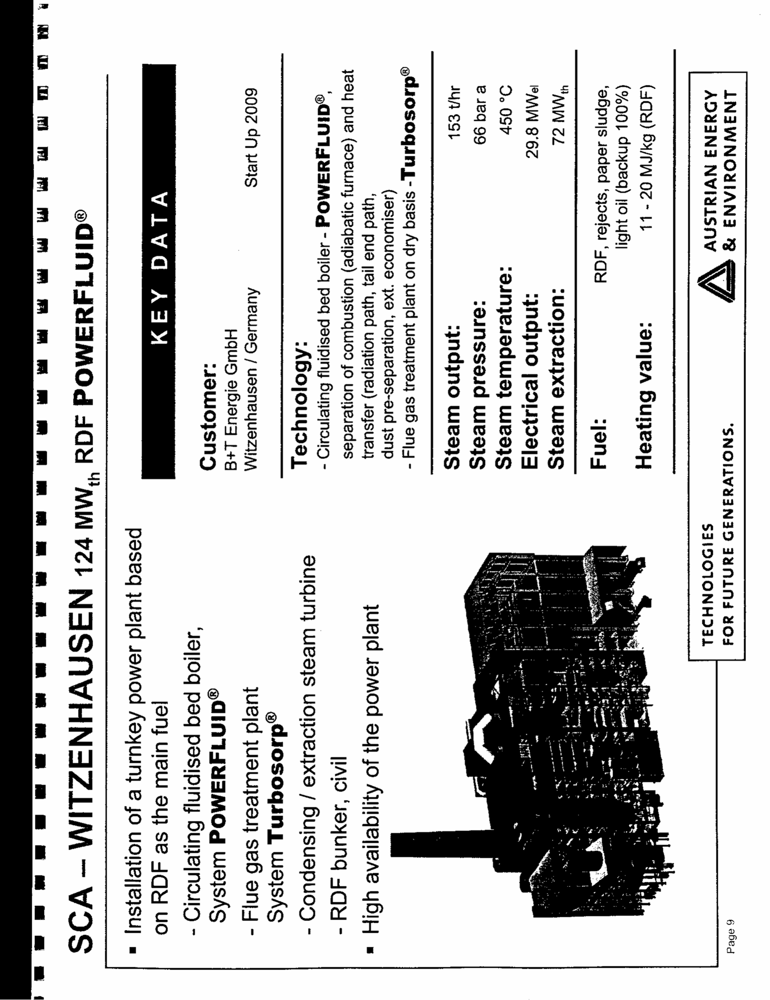 SCA – WITZENHAUSEN 124 MWth RDF POWERFLUID®
▪ Installation of a turnkey power plant based
on RDF as the main fuel
- Circulating fluidised bed boiler,
System POWERFLUID®
- Flue gas treatment plant
System Turbosorp®
- Condensing / extraction steam turbine
- RDF bunker, civil
▪ High availability of the power plant
KEY DATA
Customer:
B+T Energie GmbH
Witzenhausen / Germany Start Up 2009
Technology:
- Circulating fluidised bed boiler - POWERFLUID®,
separation of combustion (adiabatic furnace) and heat
transfer (radiation path, tail end path,
dust pre-separation, ext. economiser)
- Flue gas treatment plant on dry basis - Turbosorp®
Steam output: 153 t/hr
Steam pressure: 66 bar a
Steam temperature: 450 °C
Electrical output: 29.8 MWel
Steam extraction: 72 MWth
Fuel: RDF, rejects, paper sludge,
light oil (backup 100%)
Heating value: 11 - 20 MJ/kg (RDF)
TECHNOLOGIES
FOR FUTURE GENERATIONS.
AUSTRIAN ENERGY
& ENVIRONMENT
Page 9